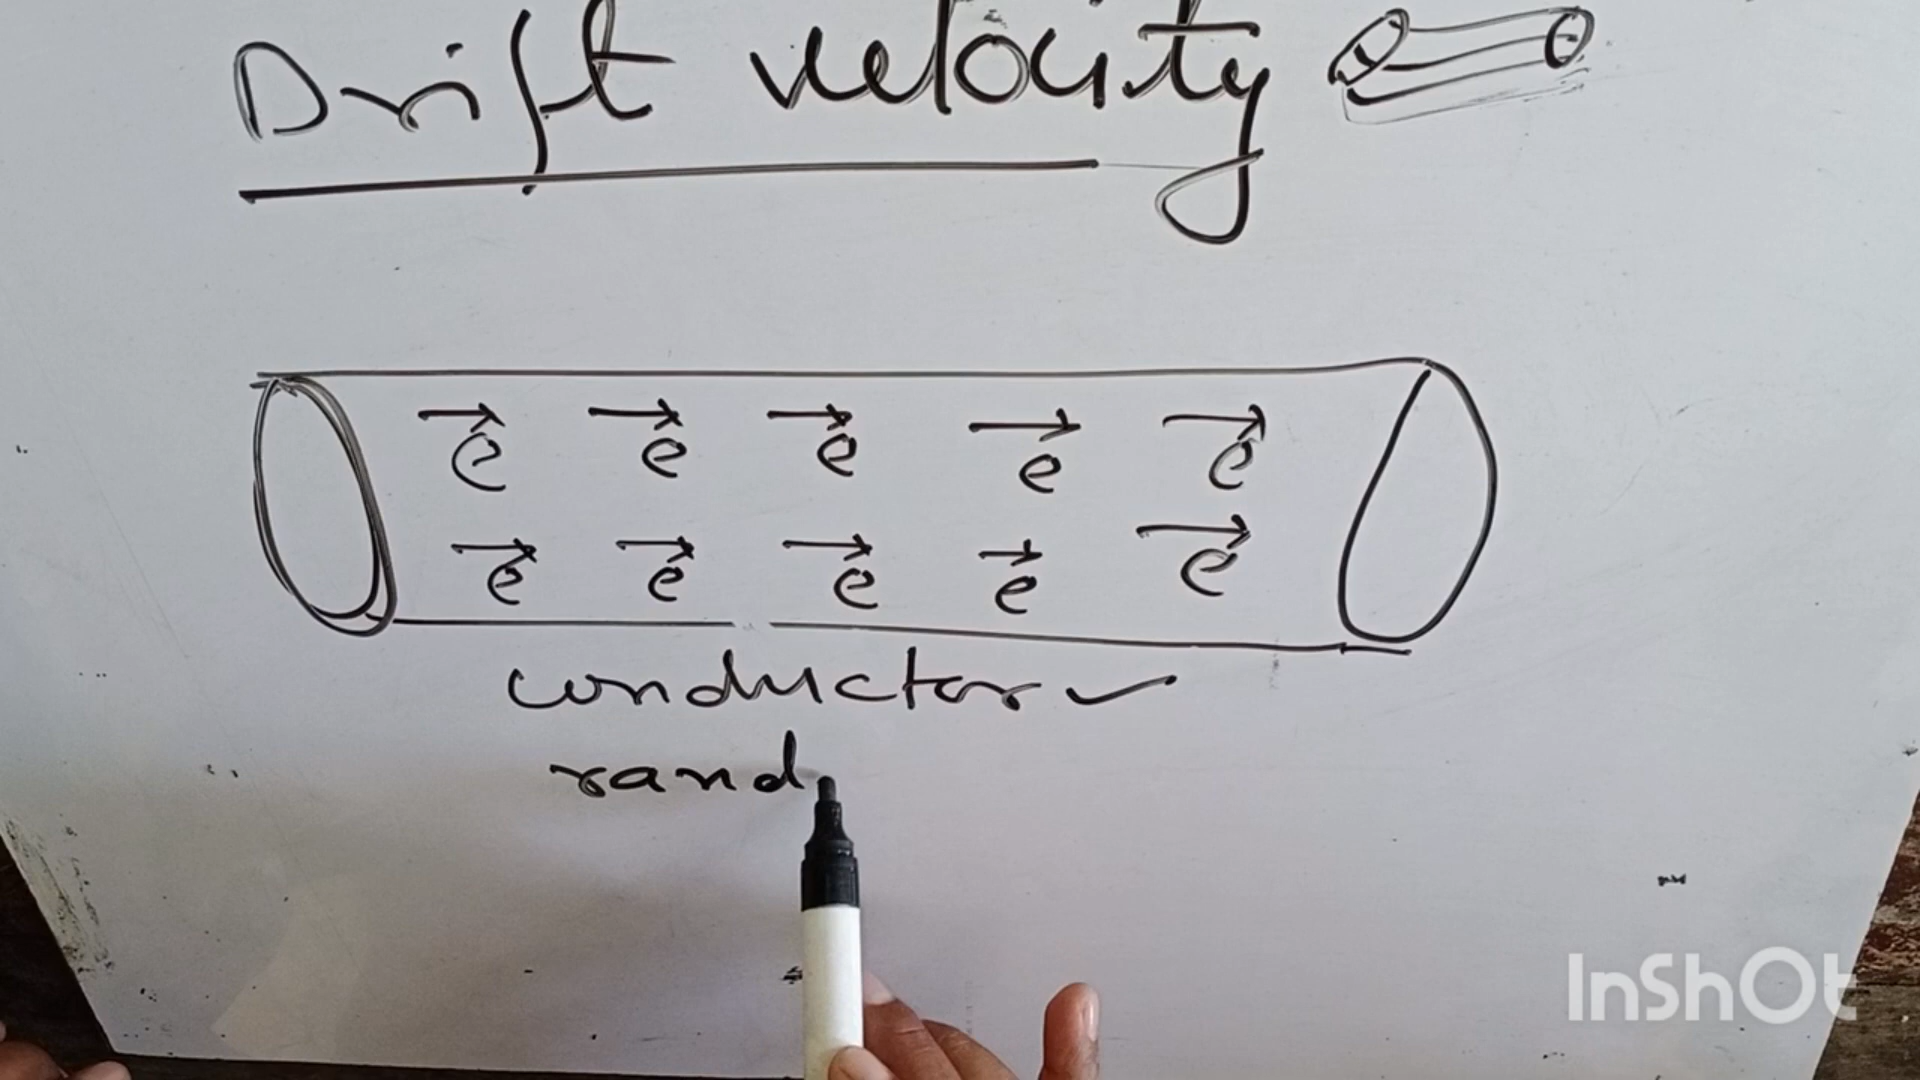 Drift velocity
e e e e e
e e e e e
conductor
rand
InShOt